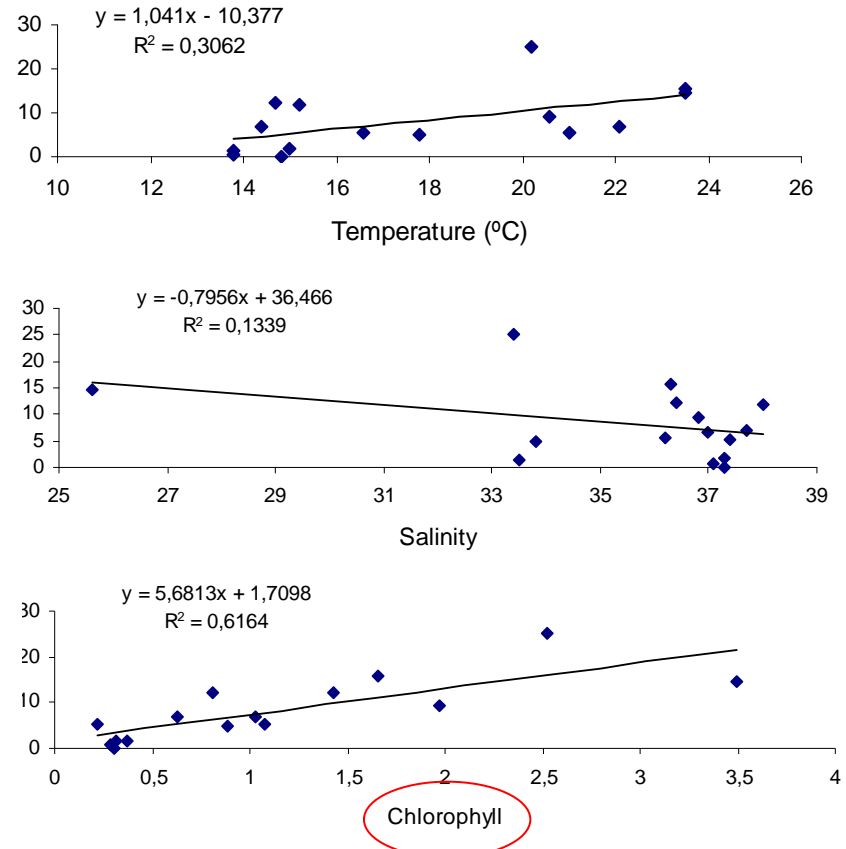 y = 1,041x - 10,377
R² = 0,3062
30
20
10
0
10 12 14 16 18 20 22 24 26
Temperature (ºC)
y = -0,7956x + 36,466
R² = 0,1339
30
25
20
15
10
5
0
25 27 29 31 33 35 37 39
Salinity
y = 5,6813x + 1,7098
R² = 0,6164
30
20
10
0
0 0,5 1 1,5 2 2,5 3 3,5 4
Chlorophyll